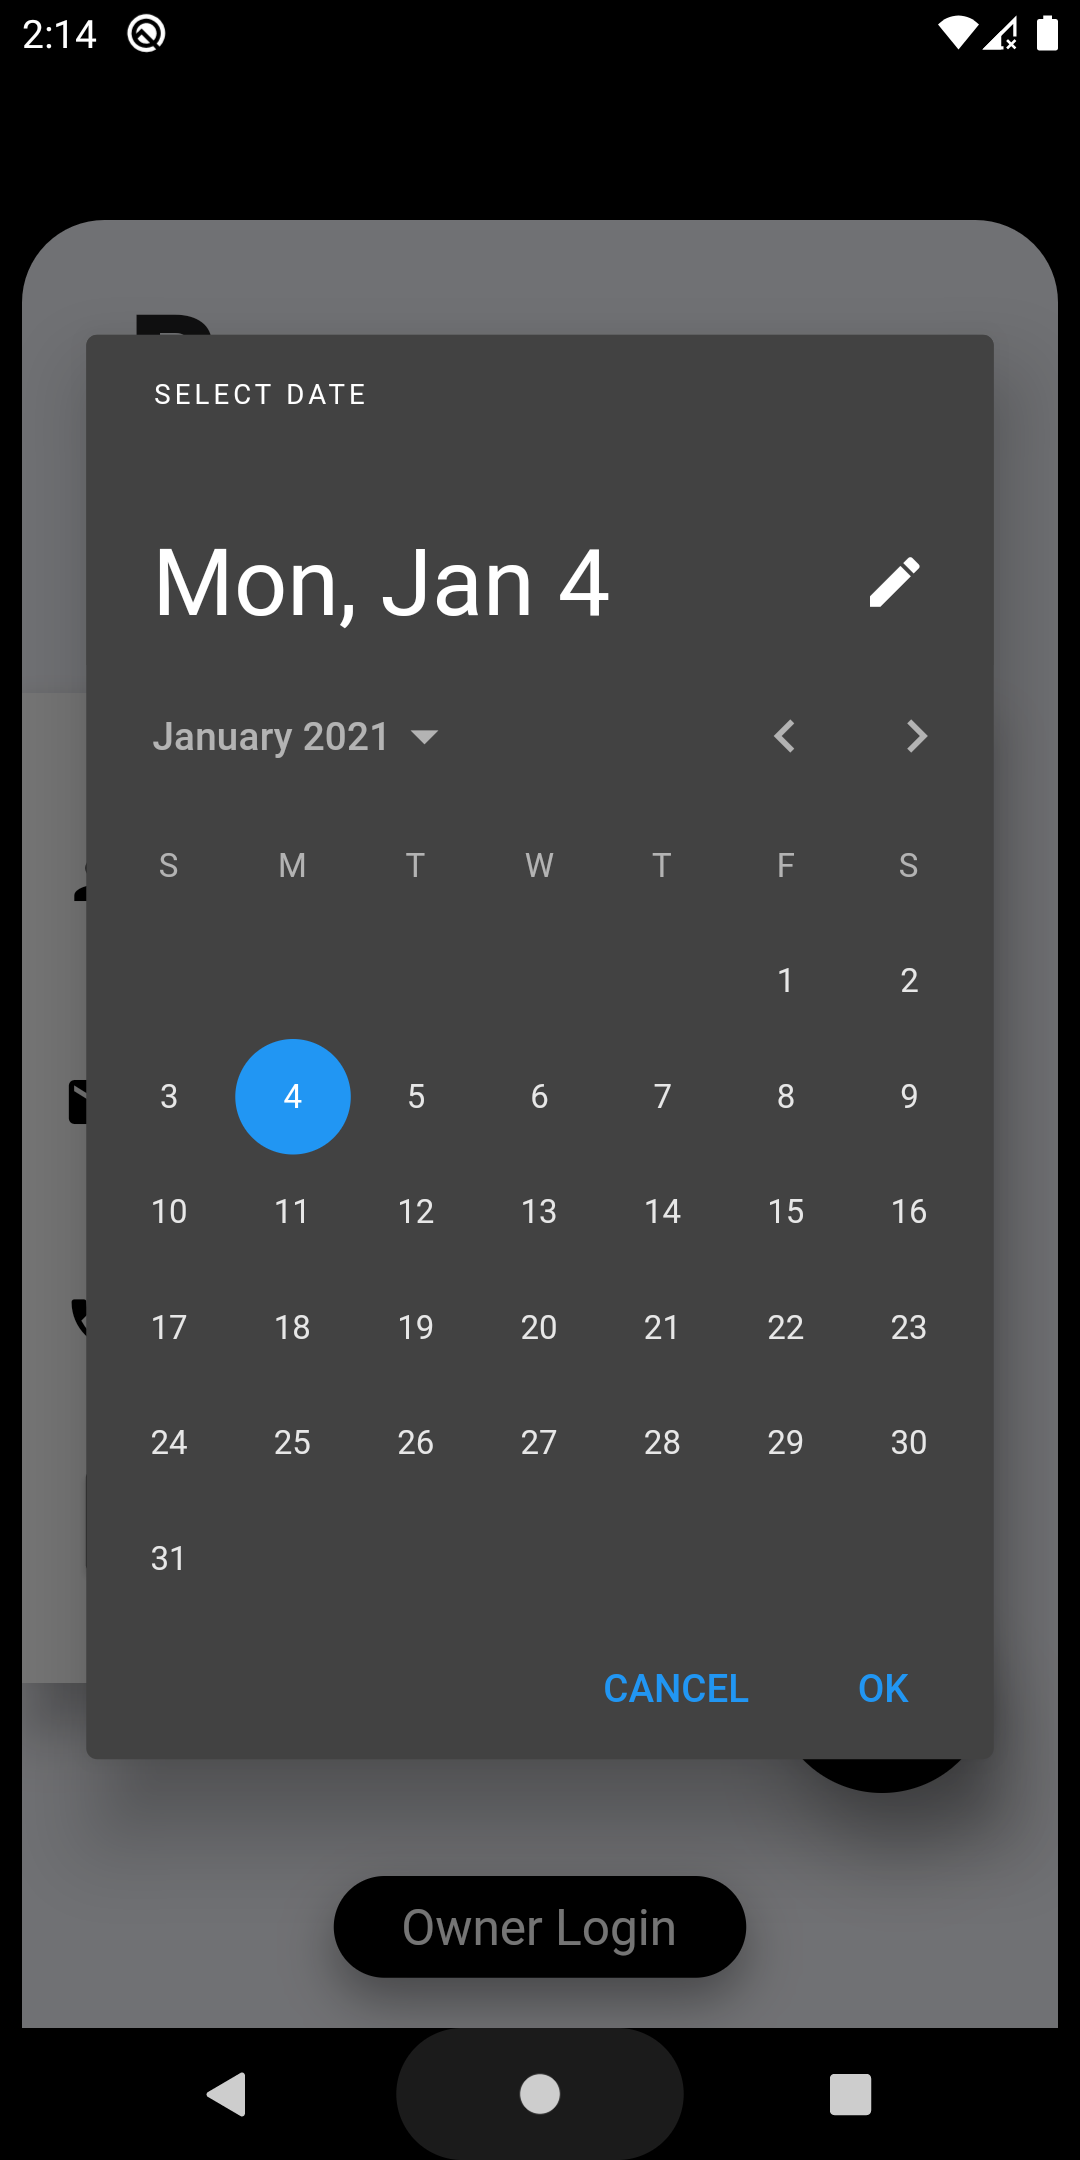 2:14
SELECT DATE
Mon, Jan 4
January 2021
S M T W T F S
1 2
3 4 5 6 7 8 9
10 11 12 13 14 15 16
17 18 19 20 21 22 23
24 25 26 27 28 29 30
31
CANCEL OK
Owner Login